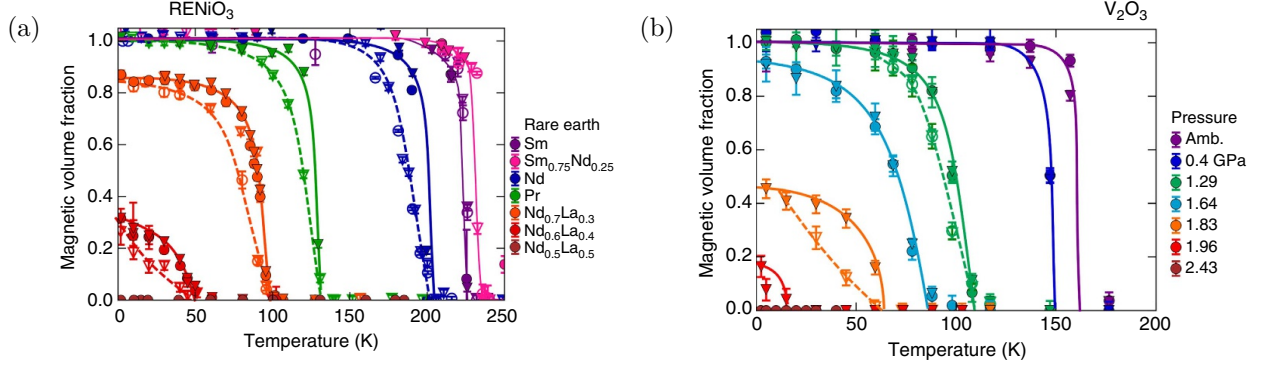 (a)
RENiO3
Magnetic volume fraction
1.0
0.8
0.6
0.4
0.2
0.0
0
50
100
150
200
250
Temperature (K)
Rare earth
Sm
Sm0.75Nd0.25
Nd
Pr
Nd0.7La0.3
Nd0.6La0.4
Nd0.5La0.5
(b)
V2O3
Magnetic volume fraction
1.0
0.8
0.6
0.4
0.2
0.0
0
50
100
150
200
Temperature (K)
Pressure
Amb.
0.4 GPa
1.29
1.64
1.83
1.96
2.43